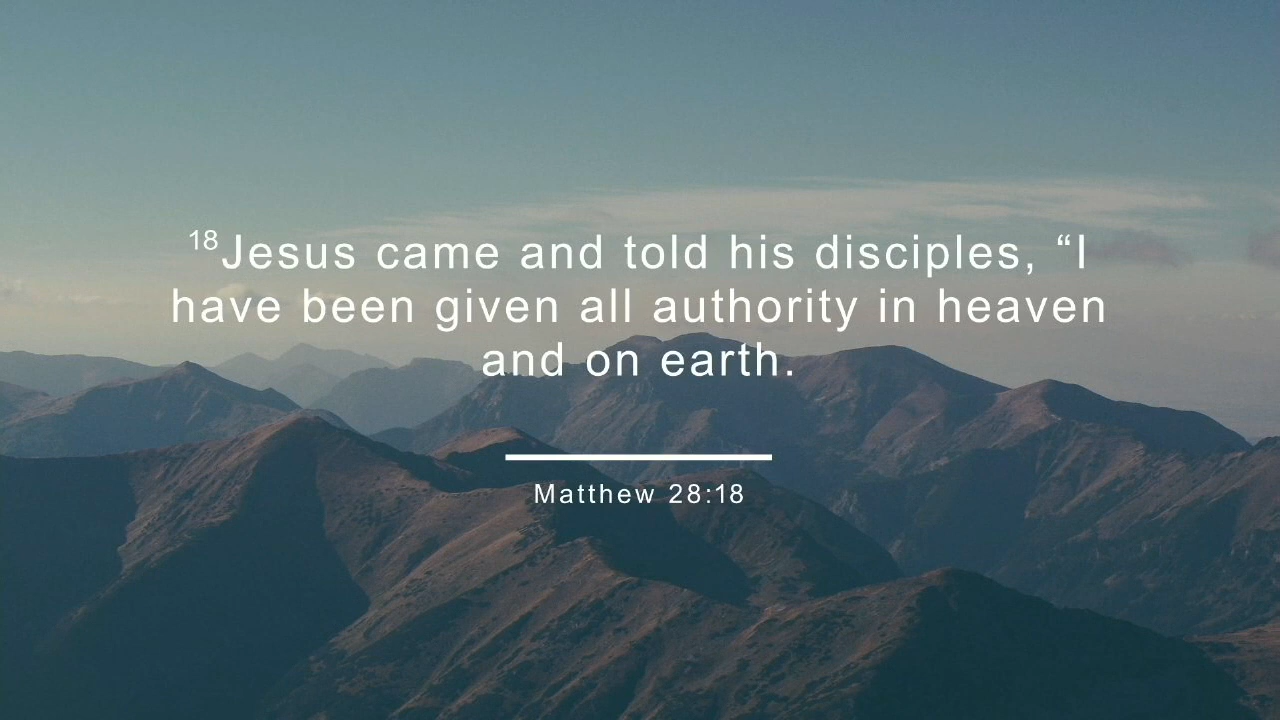 18Jesus came and told his disciples, “I
have been given all authority in heaven
and on earth.
Matthew 28:18